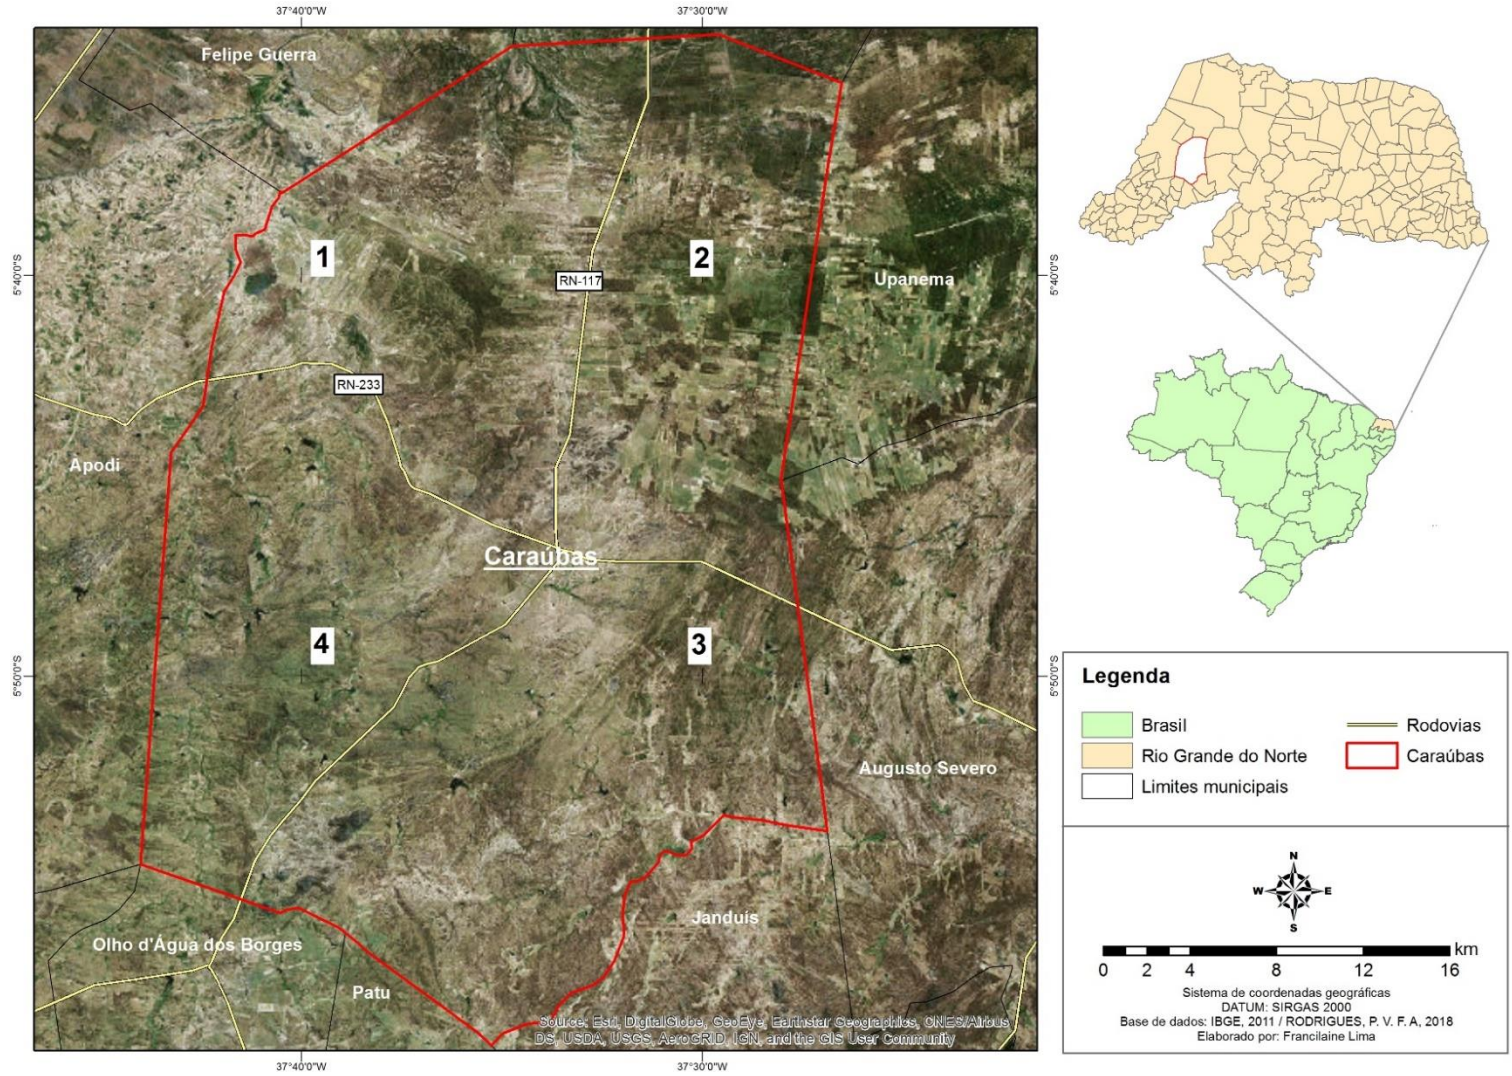 37°40'0"W
37°30'0"W
Felipe Guerra
1
2
5°40'0"S
RN-117
Upanema
5°40'0"S
RN-233
Apodi
Caraúbas
4
3
5°50'0"S
5°50'0"S
Augusto Severo
Janduís
Olho d'Água dos Borges
Patu
Source: Esri, DigitalGlobe, GeoEye, Earthstar Geographics, CNES/Airbus
DS, USDA, USGS, AeroGRID, IGN, and the GIS User Community
37°40'0"W
37°30'0"W
Legenda
Brasil
Rodovias
Rio Grande do Norte
Caraúbas
Limites municipais
N
W
E
S
km
0 2 4 8 12 16
Sistema de coordenadas geográficas
DATUM: SIRGAS 2000
Base de dados: IBGE, 2011 / RODRIGUES, P. V. F. A, 2018
Elaborado por: Francilaine Lima